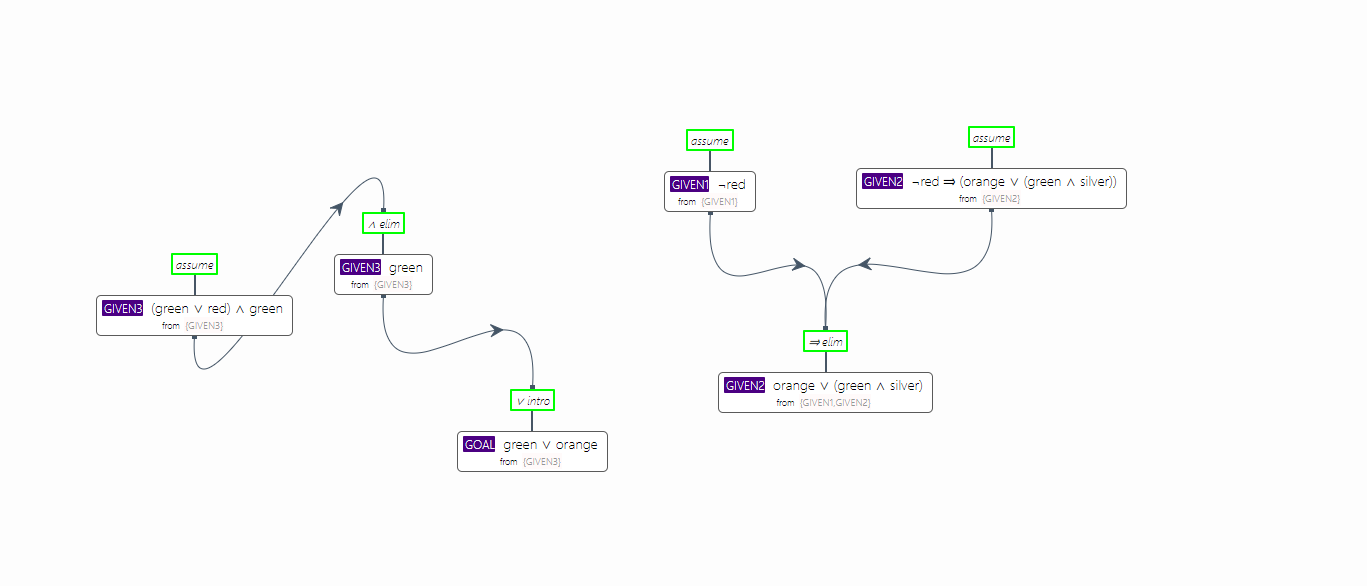 assume
GIVEN3 (green ∨ red) ∧ green
from {GIVEN3}
∧ elim
GIVEN3 green
from {GIVEN3}
∨ intro
GOAL green ∨ orange
from {GIVEN3}
assume
GIVEN1 ¬red
from {GIVEN1}
assume
GIVEN2 ¬red ⇒ (orange ∨ (green ∧ silver))
from {GIVEN2}
⇒ elim
GIVEN2 orange ∨ (green ∧ silver)
from {GIVEN1,GIVEN2}